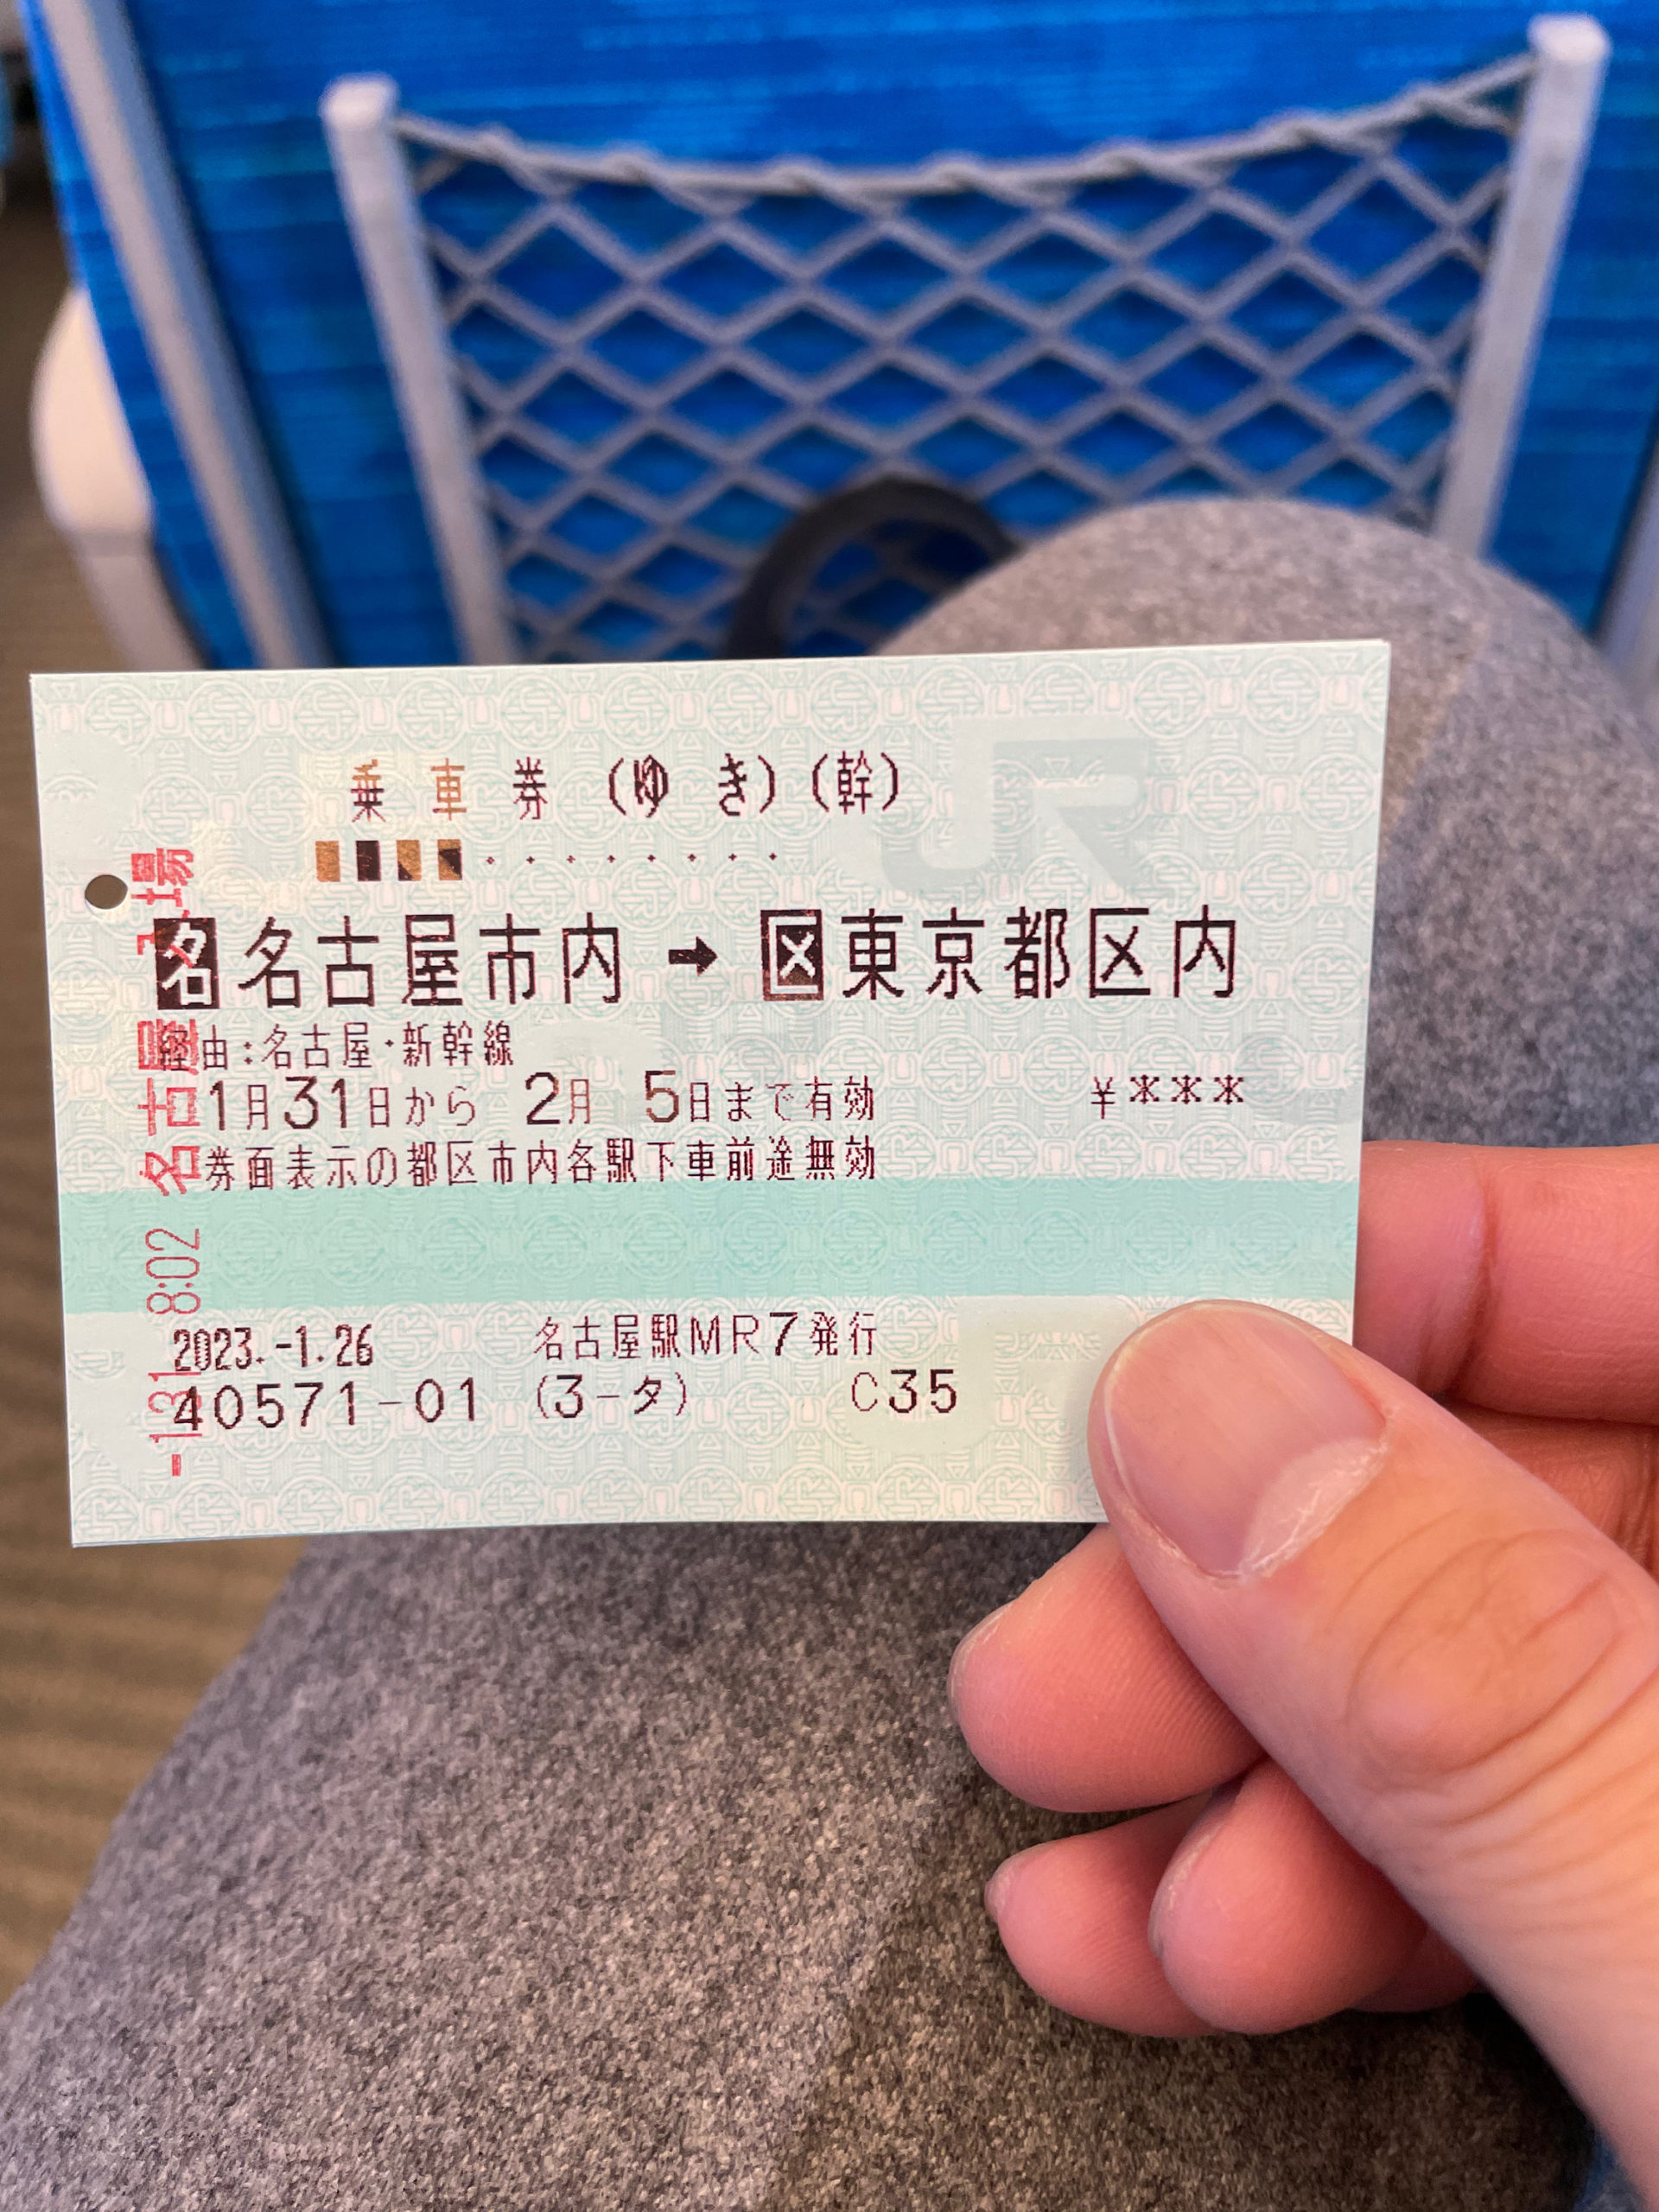 乗車券(ゆき)(幹)
名 名古屋市内 ➡ 区 東京都区内
経由:名古屋・新幹線
1月31日から 2月 5日まで有効 ¥***
券面表示の都区市内各駅下車前途無効
2023.-1.26 名古屋駅MR7発行
40571-01 (3-タ) C35
-1.31 8:02 名古屋 入場
JR